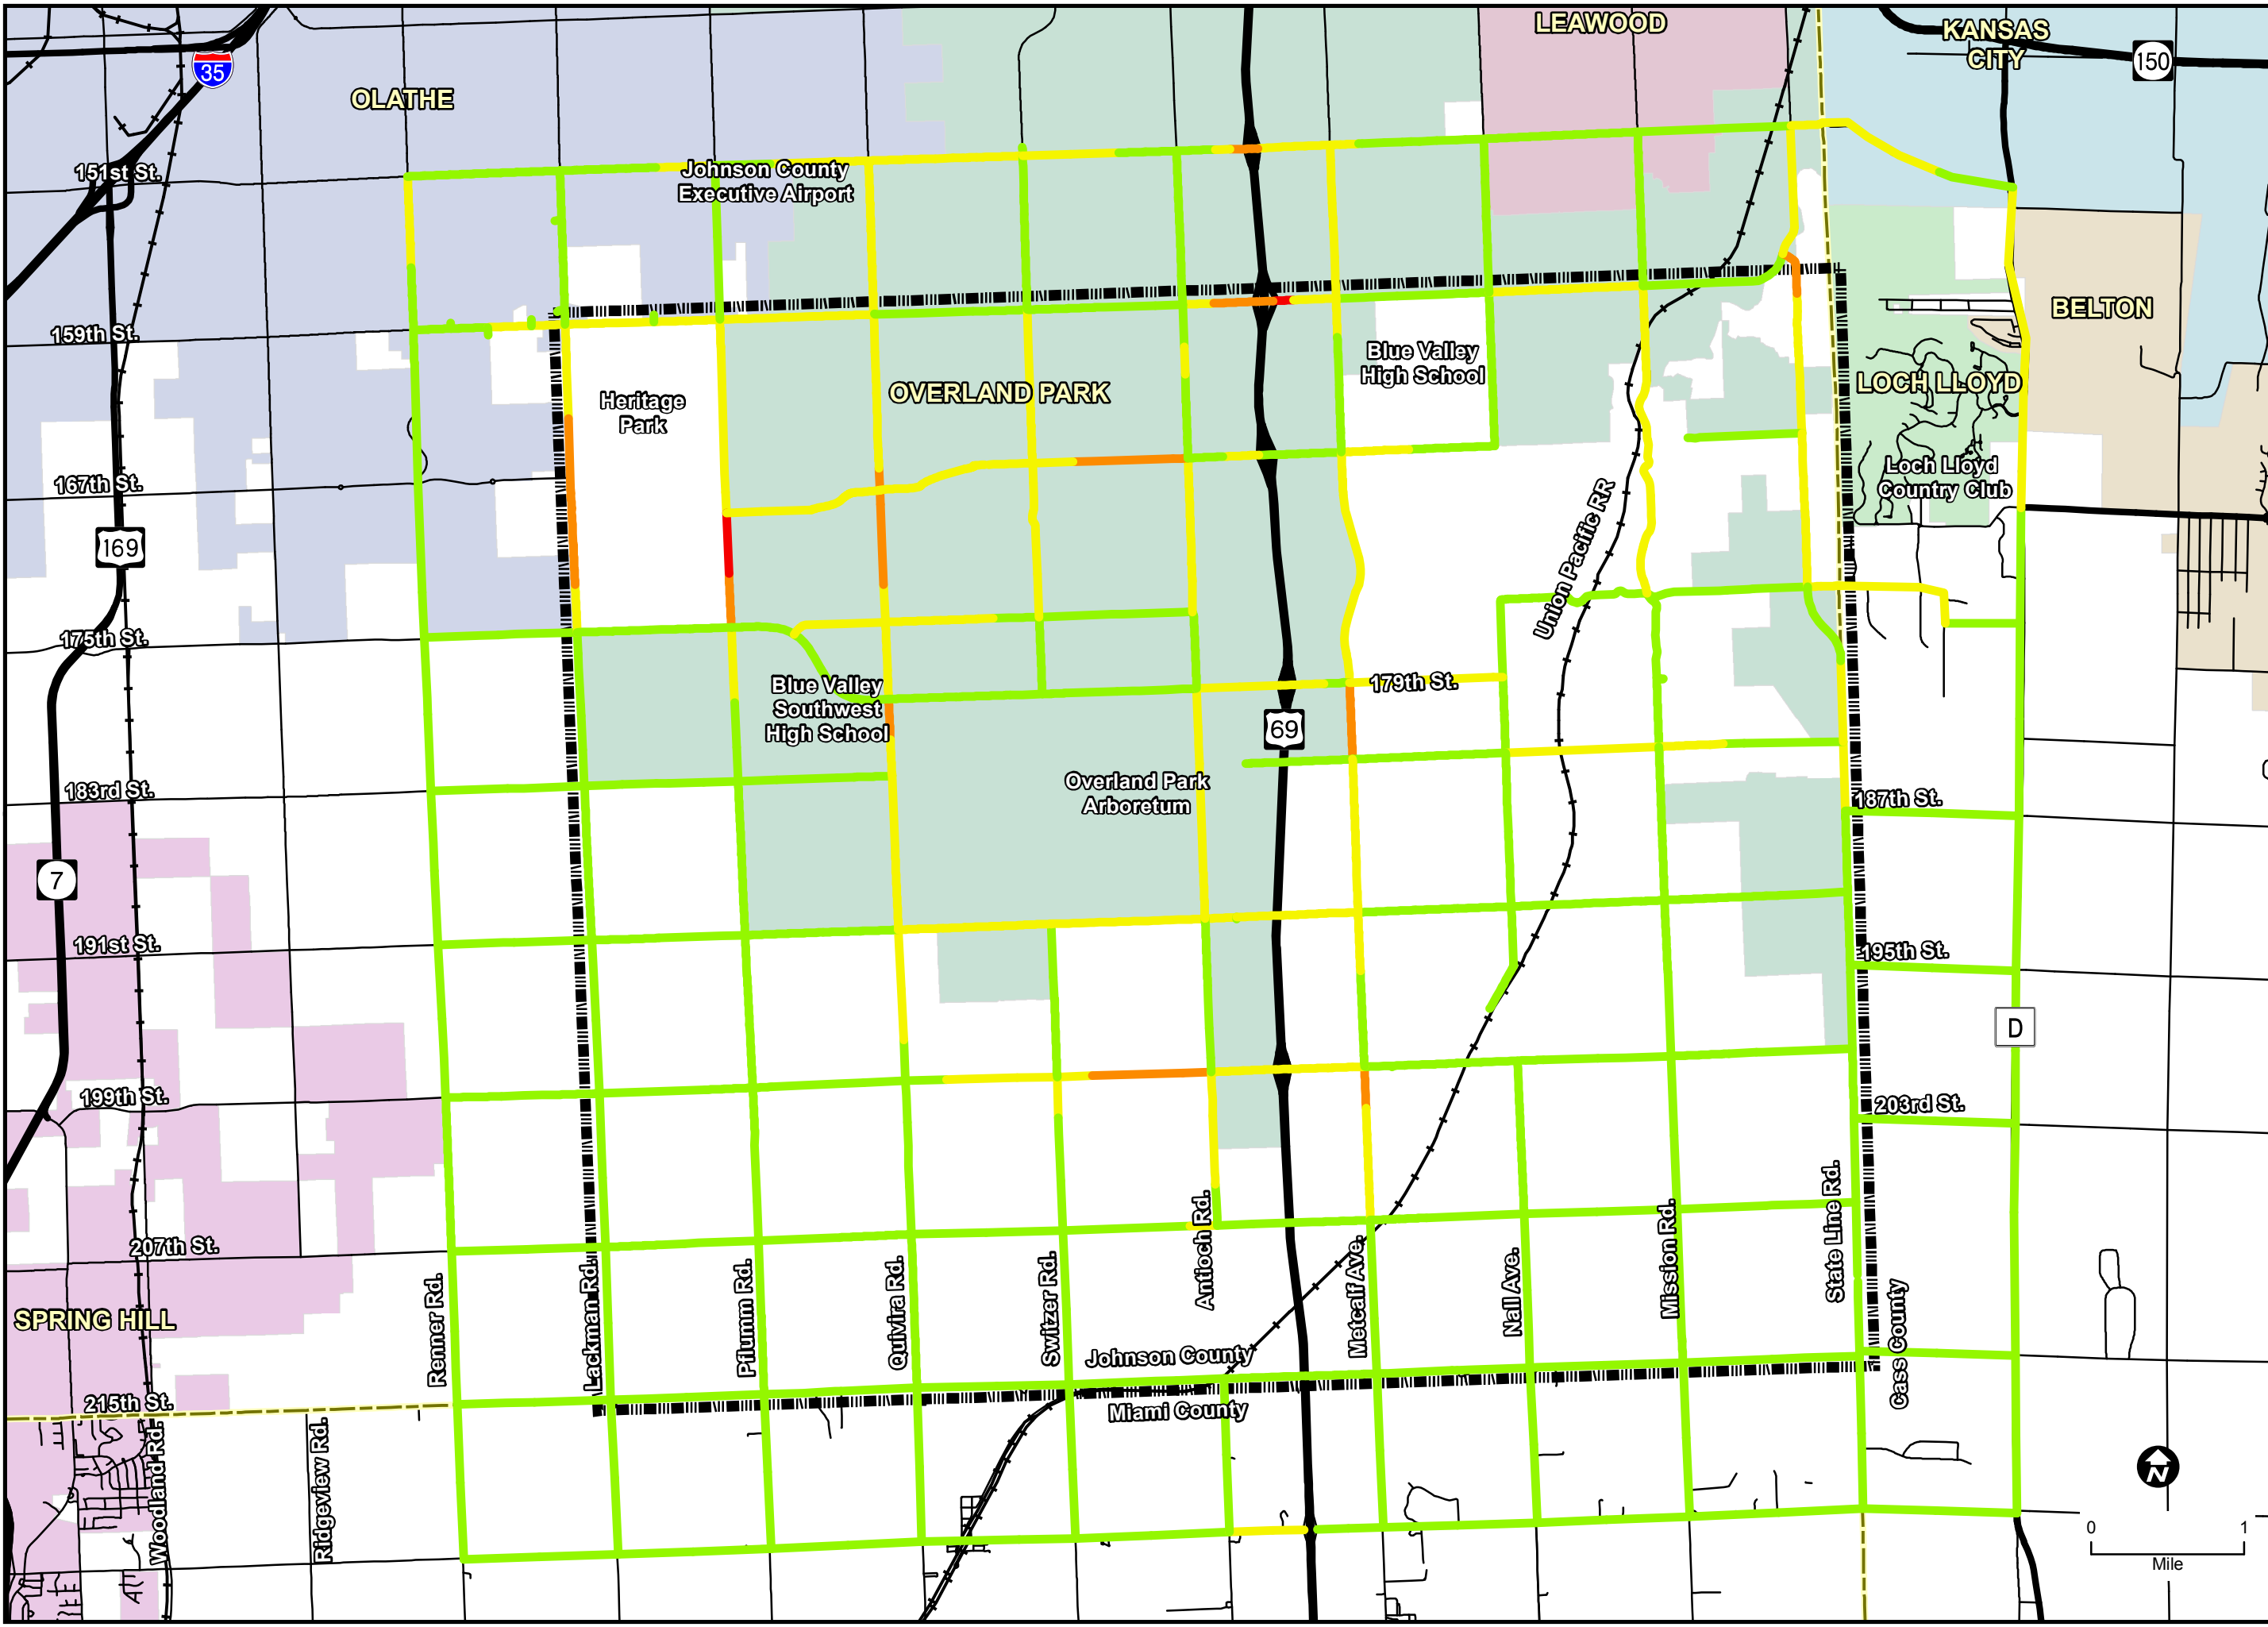 LEAWOOD
KANSAS
CITY
150
35
OLATHE
151st St.
Johnson County
Executive Airport
159th St.
BELTON
Blue Valley
High School
OVERLAND PARK
LOCH LLOYD
Heritage
Park
167th St.
Loch Lloyd
Country Club
169
Union Pacific RR
175th St.
Blue Valley
Southwest
High School
179th St.
69
183rd St.
Overland Park
Arboretum
187th St.
7
191st St.
195th St.
D
199th St.
203rd St.
207th St.
SPRING HILL
Renner Rd.
Lackman Rd.
Pflumm Rd.
Quivira Rd.
Switzer Rd.
Antioch Rd.
Metcalf Ave.
Nall Ave.
Mission Rd.
State Line Rd.
Cass County
Johnson County
Miami County
215th St.
Woodland Rd.
Ridgeview Rd.
N
0 1
Mile